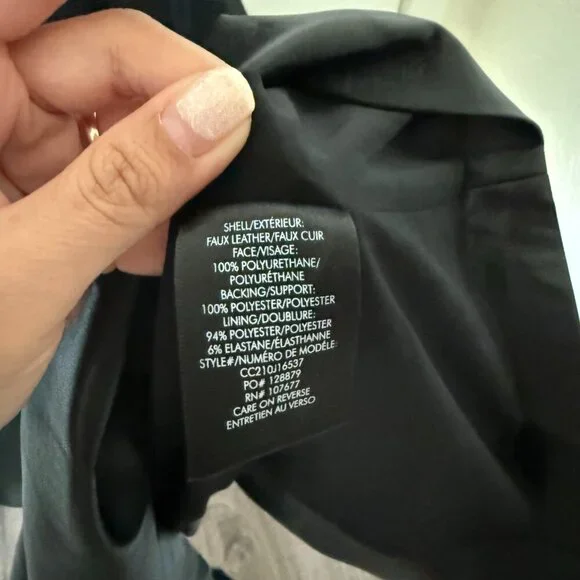 SHELL/EXTÉRIEUR:
FAUX LEATHER/FAUX CUIR
FACE/VISAGE:
100% POLYURETHANE/
POLYURÉTHANE
BACKING/SUPPORT:
100% POLYESTER/POLYESTER
LINING/DOUBLURE:
94% POLYESTER/POLYESTER
6% ELASTANE/ÉLASTHANNE
STYLE#/NUMÉRO DE MODÈLE:
CC210J16537
PO# 128879
RN# 107677
CARE ON REVERSE
ENTRETIEN AU VERSO